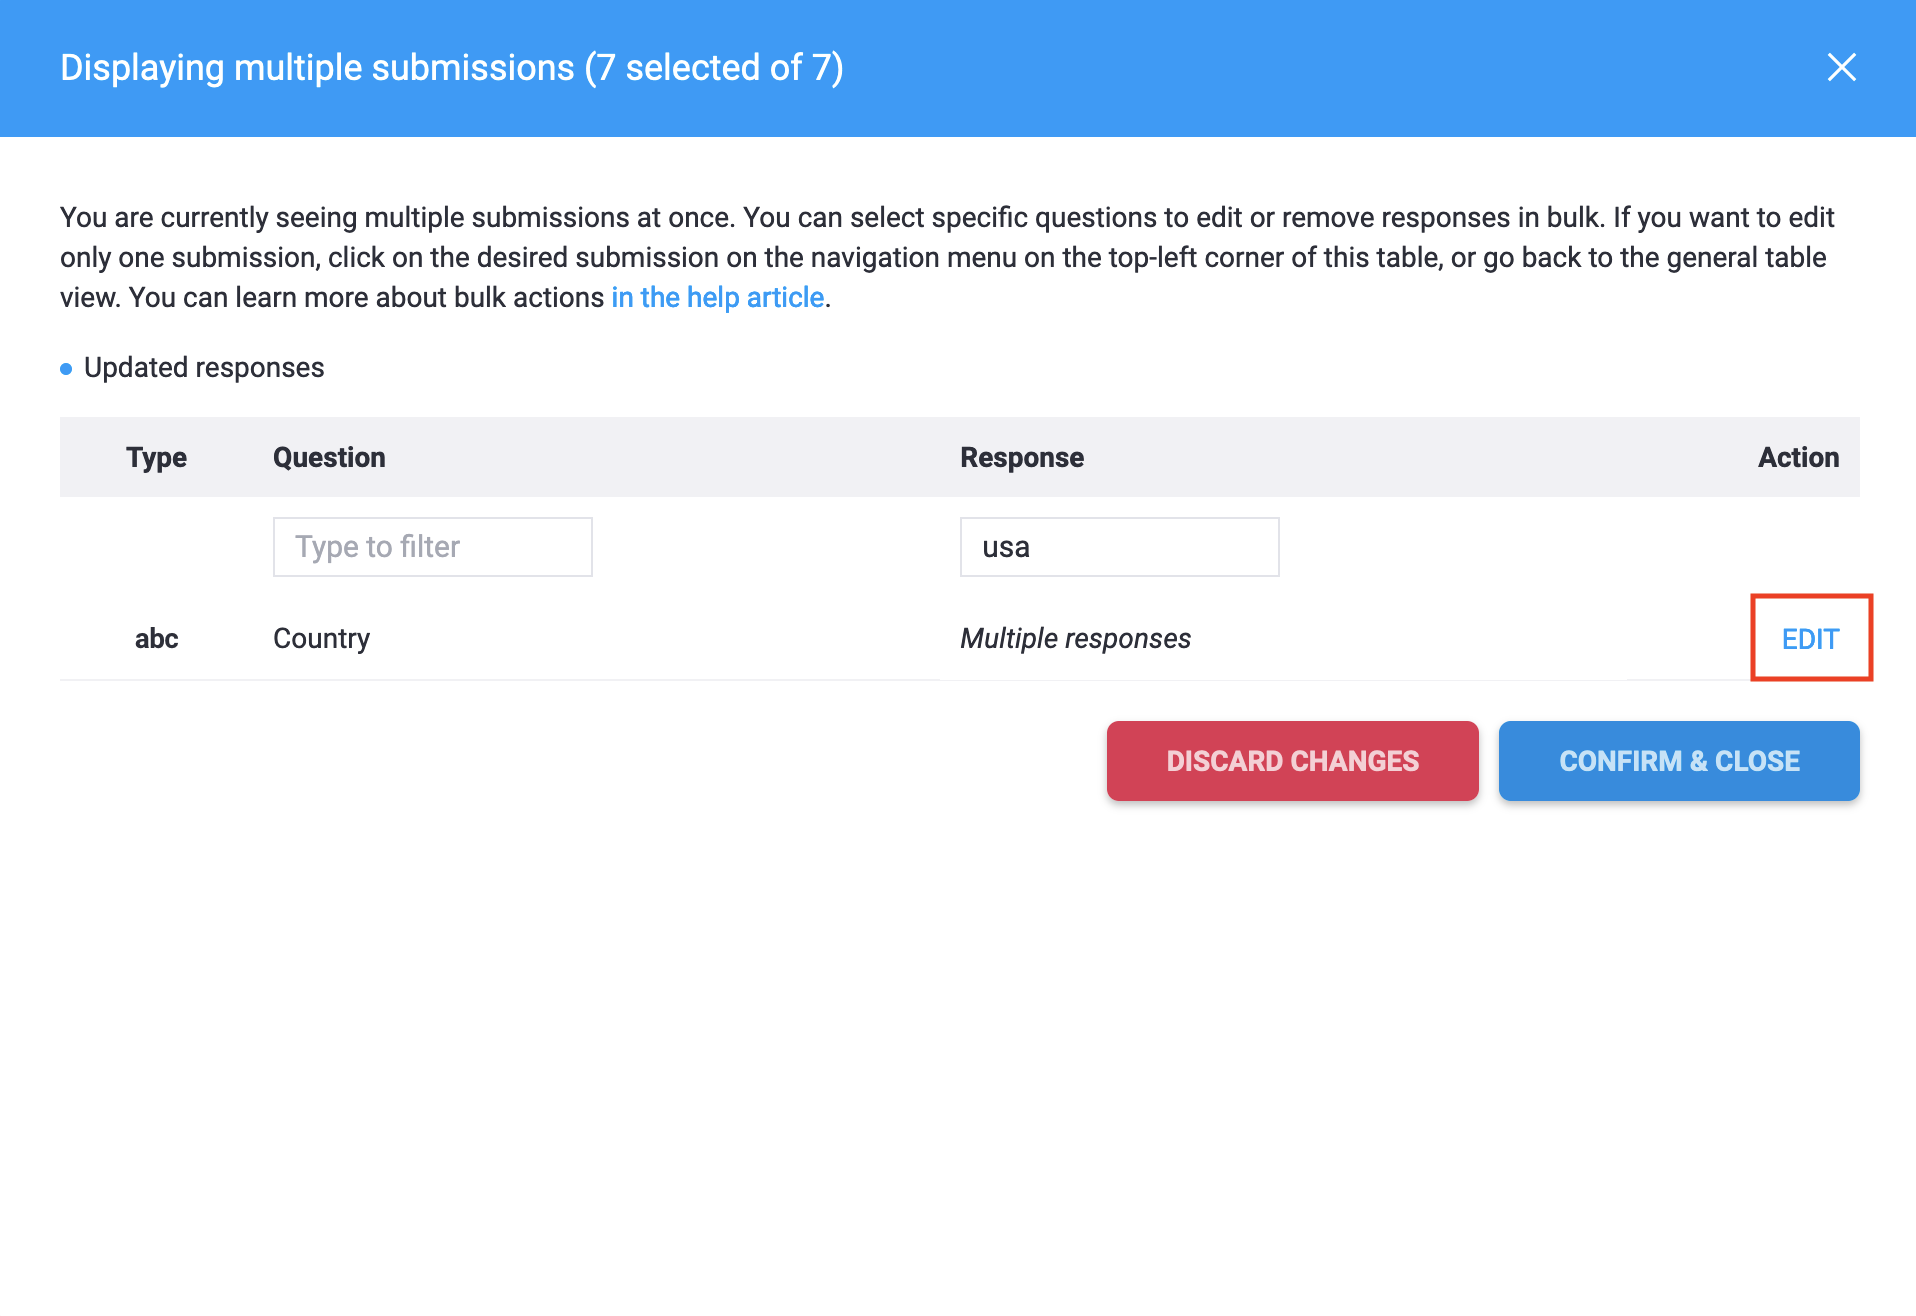 Displaying multiple submissions (7 selected of 7)
You are currently seeing multiple submissions at once. You can select specific questions to edit or remove responses in bulk. If you want to edit
only one submission, click on the desired submission on the navigation menu on the top-left corner of this table, or go back to the general table
view. You can learn more about bulk actions in the help article.
Updated responses
Type Question Response Action
Type to filter usa
abc Country Multiple responses EDIT
DISCARD CHANGES CONFIRM & CLOSE